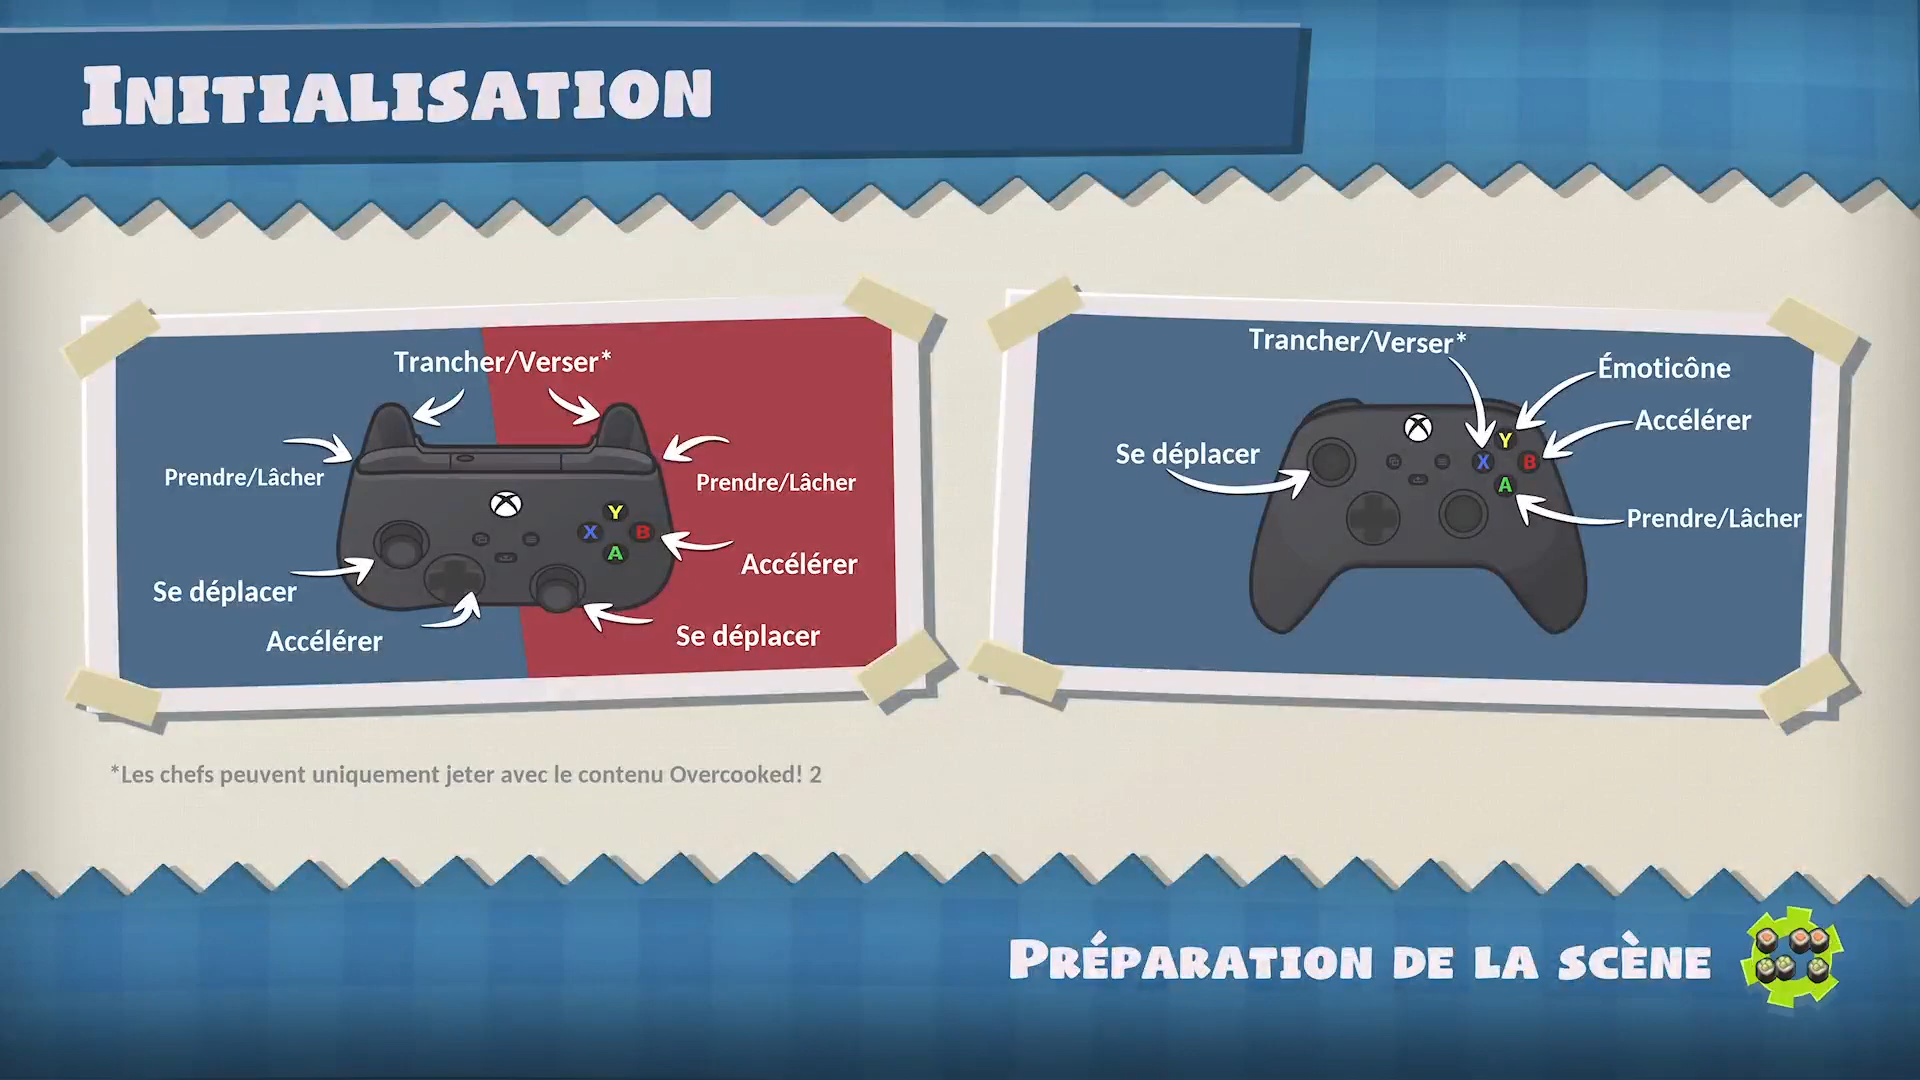 Initialisation
Trancher/Verser*
Prendre/Lâcher
Prendre/Lâcher
Y
X
B
A
Accélérer
Se déplacer
Accélérer
Se déplacer
Trancher/Verser*
Émoticône
Accélérer
Se déplacer
Y
X
B
A
Prendre/Lâcher
*Les chefs peuvent uniquement jeter avec le contenu Overcooked! 2
Préparation de la scène